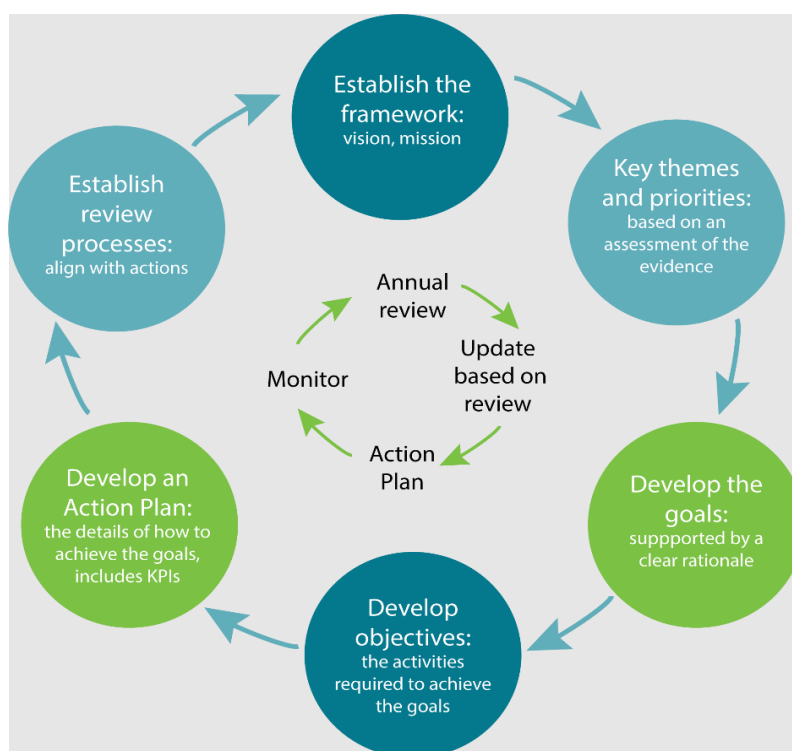 Establish the
framework:
vision, mission
Key themes
and priorities:
based on an
assessment of the
evidence
Develop the
goals:
suppported by a
clear rationale
Develop
objectives:
the activities
required to achieve
the goals
Develop an
Action Plan:
the details of how to
achieve the goals,
includes KPIs
Establish
review
processes:
align with actions
Annual
review
Update
based on
review
Action
Plan
Monitor